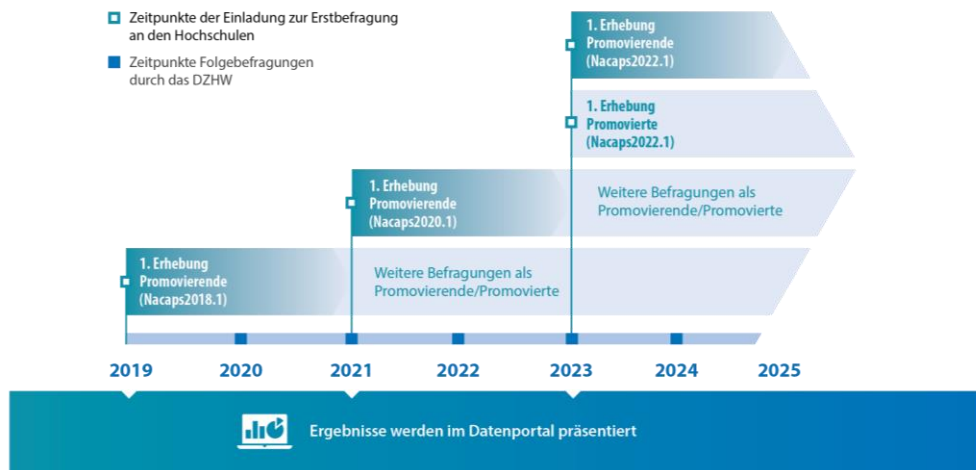 Zeitpunkte der Einladung zur Erstbefragung
an den Hochschulen
Zeitpunkte Folgebefragungen
durch das DZHW
1. Erhebung
Promovierende
(Nacaps2022.1)
1. Erhebung
Promovierte
(Nacaps2022.1)
1. Erhebung
Promovierende
(Nacaps2020.1)
Weitere Befragungen als
Promovierende/Promovierte
1. Erhebung
Promovierende
(Nacaps2018.1)
Weitere Befragungen als
Promovierende/Promovierte
2019 2020 2021 2022 2023 2024 2025
Ergebnisse werden im Datenportal präsentiert